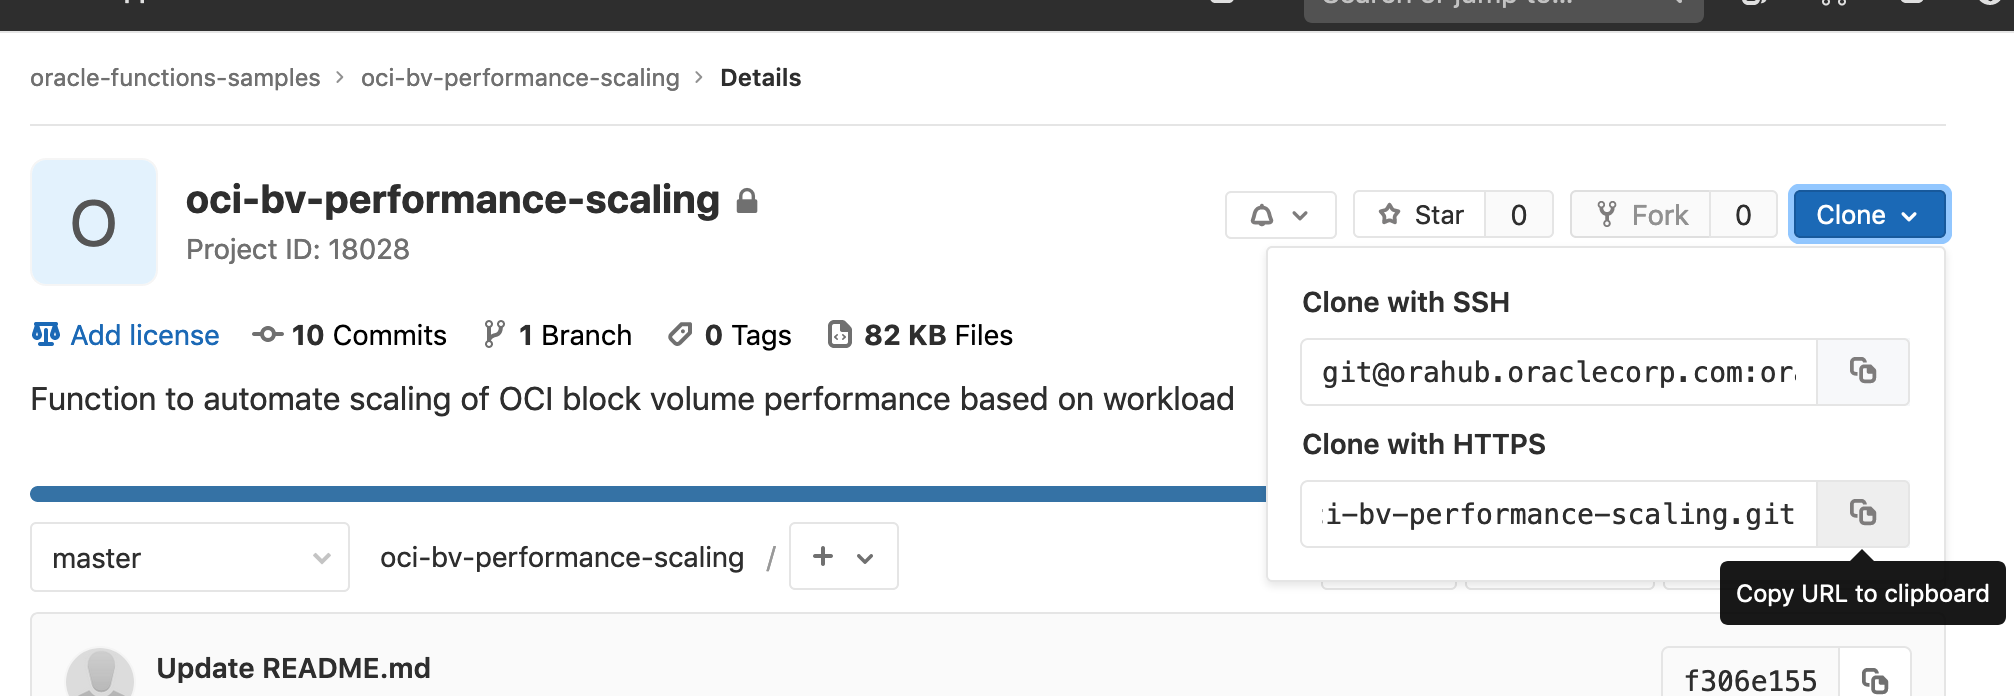 oracle-functions-samples > oci-bv-performance-scaling > Details
O
oci-bv-performance-scaling
Project ID: 18028
Star 0
Fork 0
Clone
Add license
10 Commits
1 Branch
0 Tags
82 KB Files
Function to automate scaling of OCI block volume performance based on workload
Clone with SSH
git@orahub.oraclecorp.com:ora
Clone with HTTPS
i-bv-performance-scaling.git
Copy URL to clipboard
master
oci-bv-performance-scaling / +
Update README.md
f306e155